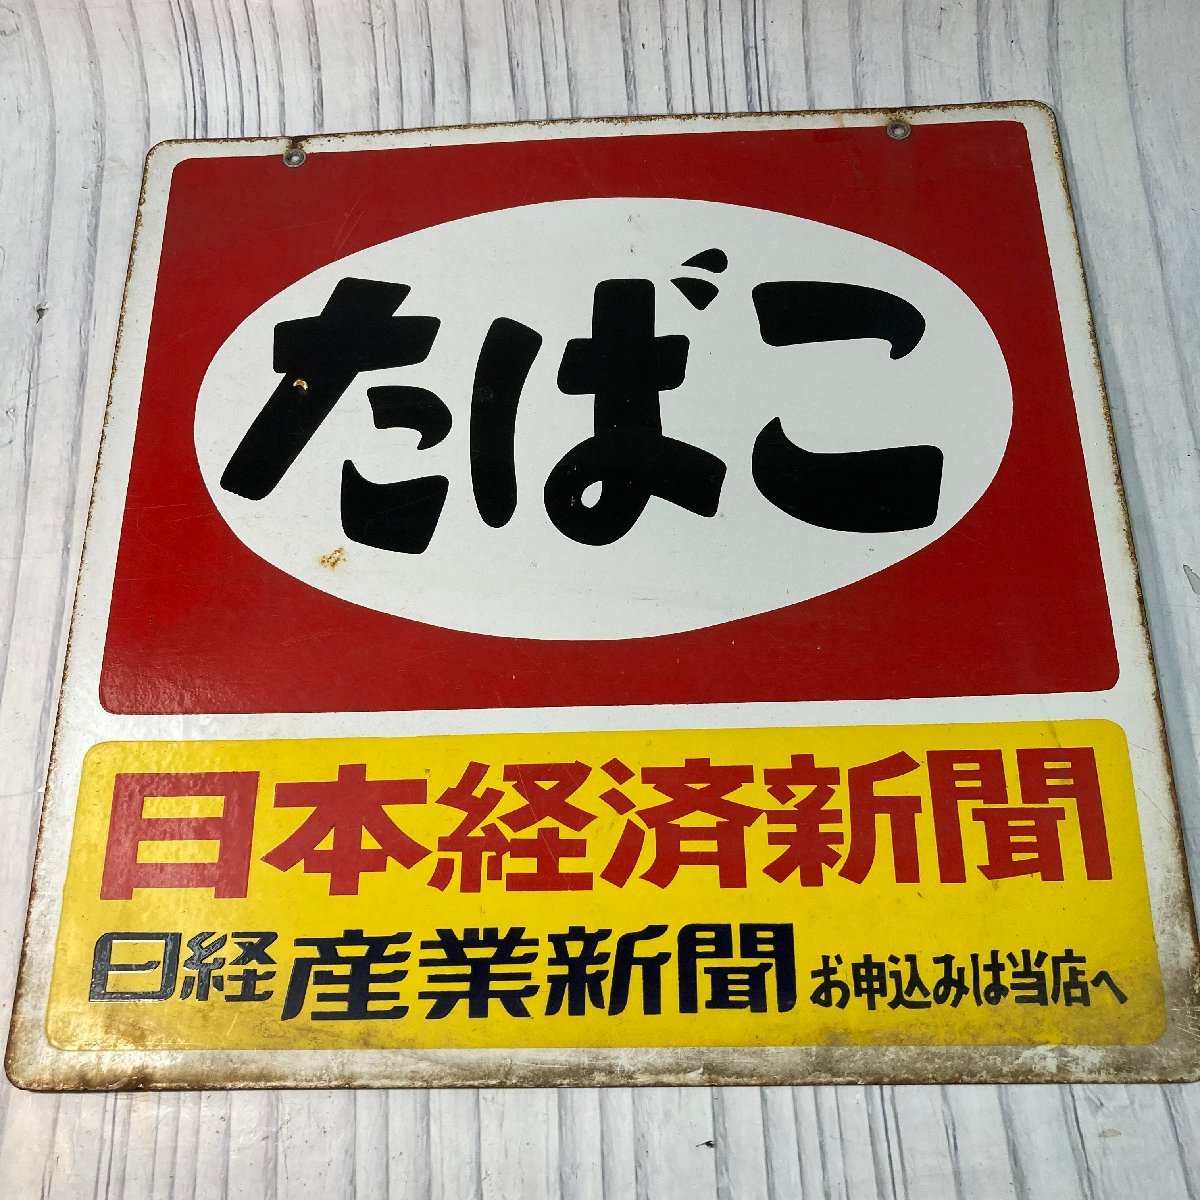 たばこ
日本経済新聞
日経産業新聞 お申込みは当店へ